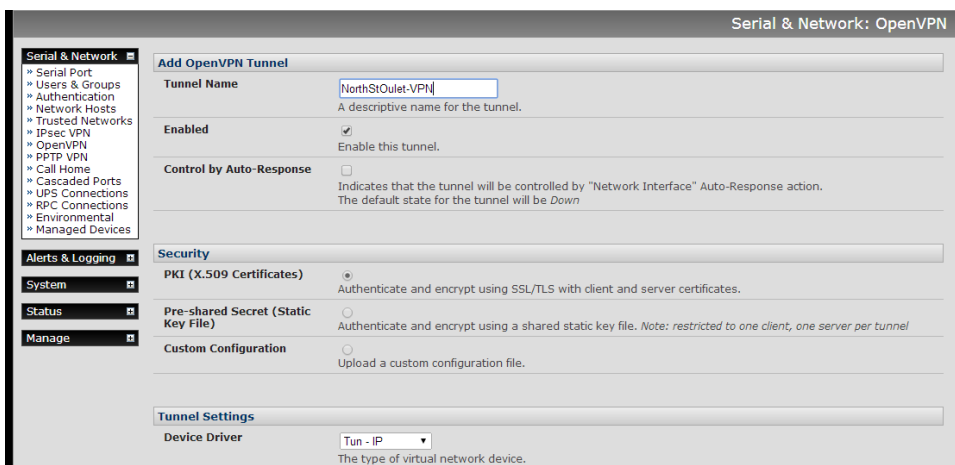 Serial & Network: OpenVPN
Serial & Network
» Serial Port
» Users & Groups
» Authentication
» Network Hosts
» Trusted Networks
» IPsec VPN
» OpenVPN
» PPTP VPN
» Call Home
» Cascaded Ports
» UPS Connections
» RPC Connections
» Environmental
» Managed Devices
Alerts & Logging
System
Status
Manage
Add OpenVPN Tunnel
Tunnel Name
NorthStOulet-VPN
A descriptive name for the tunnel.
Enabled
Enable this tunnel.
Control by Auto-Response
Indicates that the tunnel will be controlled by "Network Interface" Auto-Response action.
The default state for the tunnel will be Down
Security
PKI (X.509 Certificates)
Authenticate and encrypt using SSL/TLS with client and server certificates.
Pre-shared Secret (Static
Key File)
Authenticate and encrypt using a shared static key file. Note: restricted to one client, one server per tunnel
Custom Configuration
Upload a custom configuration file.
Tunnel Settings
Device Driver
Tun - IP
The type of virtual network device.